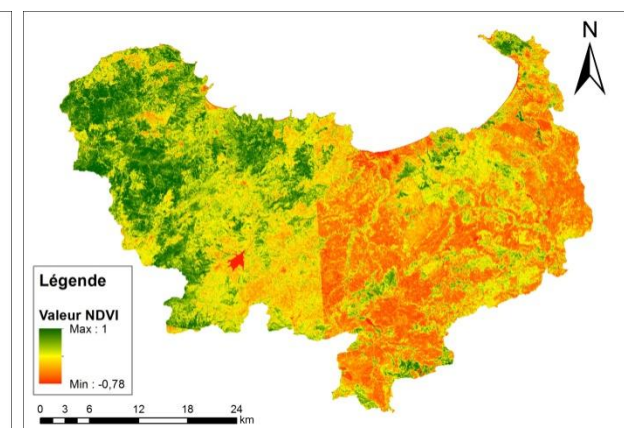 N
Légende
Valeur NDVI
Max : 1
Min : -0,78
0 3 6 12 18 24
km